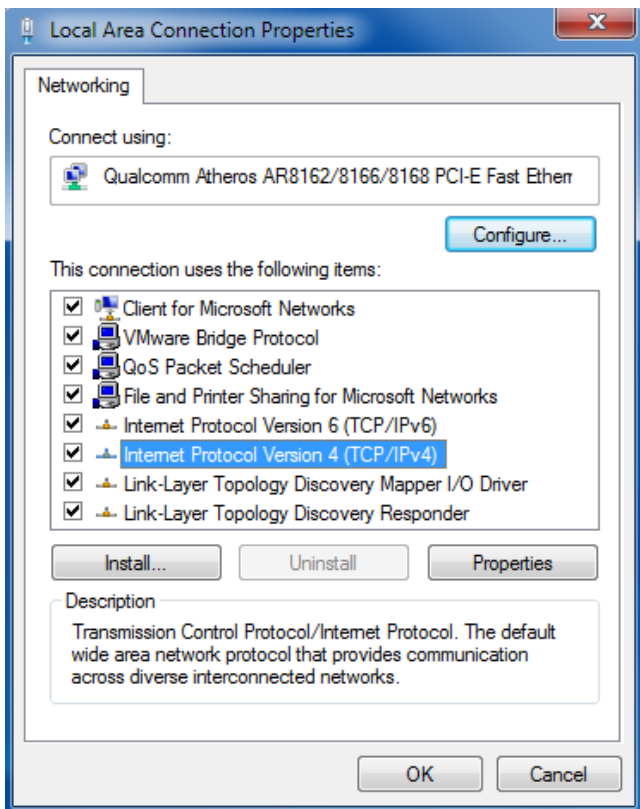 Local Area Connection Properties
Networking
Connect using:
Qualcomm Atheros AR8162/8166/8168 PCI-E Fast Ethern
Configure...
This connection uses the following items:
Client for Microsoft Networks
VMware Bridge Protocol
QoS Packet Scheduler
File and Printer Sharing for Microsoft Networks
Internet Protocol Version 6 (TCP/IPv6)
Internet Protocol Version 4 (TCP/IPv4)
Link-Layer Topology Discovery Mapper I/O Driver
Link-Layer Topology Discovery Responder
Install...
Uninstall
Properties
Description
Transmission Control Protocol/Internet Protocol. The default
wide area network protocol that provides communication
across diverse interconnected networks.
OK
Cancel